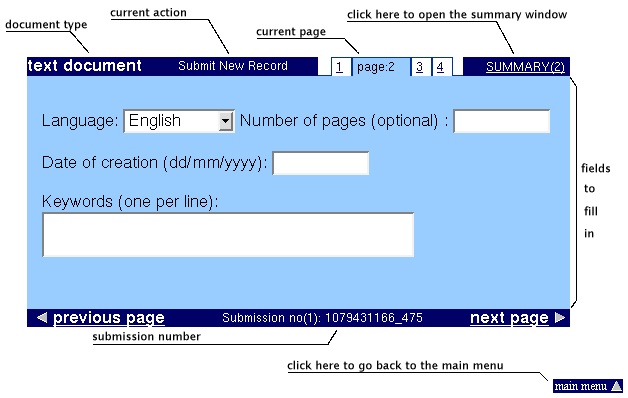 current action
click here to open the summary window
document type
current page
text document Submit New Record 1 page:2 3 4 SUMMARY(2)
Language: English Number of pages (optional) :
Date of creation (dd/mm/yyyy):
fields
to
fill
in
Keywords (one per line):
previous page Submission no(1): 1079431166_475 next page
submission number
click here to go back to the main menu
main menu